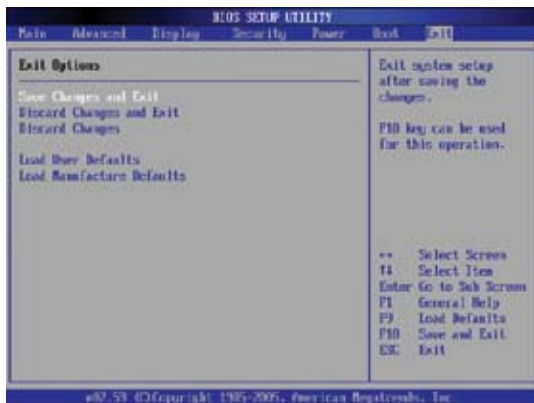 BIOS SETUP UTILITY
Main Advanced Display Security Power Boot Exit
Exit Options
Save Changes and Exit
Discard Changes and Exit
Discard Changes
Load User Defaults
Load Manufacture Defaults
Exit system setup
after saving the
changes.
F10 key can be used
for this operation.
Select Screen
↑↓ Select Item
Enter Go to Sub Screen
F1 General Help
F9 Load Defaults
F10 Save and Exit
ESC Exit
v02.59 (C)Copyright 1985-2005, American Megatrends, Inc